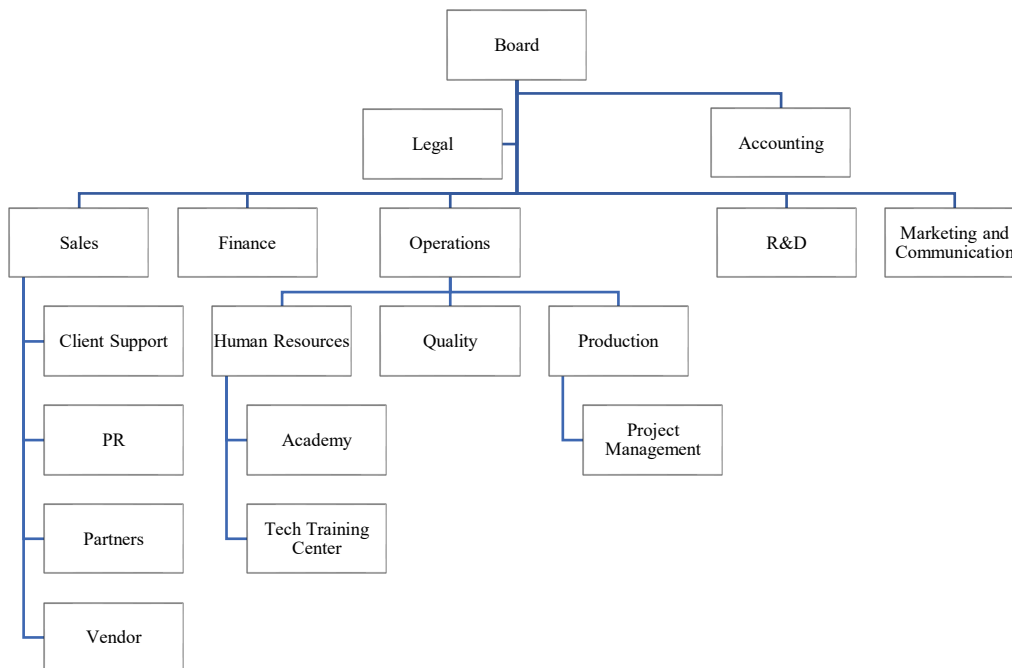 Board
Legal
Accounting
Sales
Finance
Operations
R&D
Marketing and
Communication
Client Support
Human Resources
Quality
Production
PR
Academy
Project
Management
Partners
Tech Training
Center
Vendor